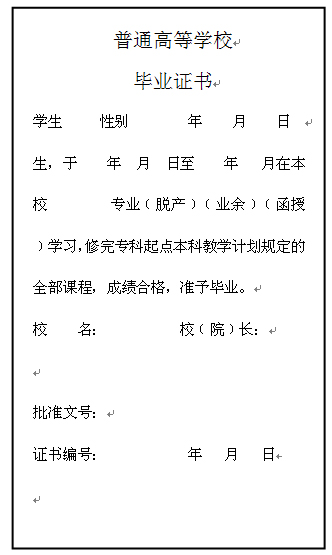 普通高等学校
毕业证书
学生 性别 年 月 日
生，于 年 月 日至 年 月在本
校 专业（脱产）（业余）（函授
）学习,修完专科起点本科教学计划规定的
全部课程，成绩合格，准予毕业。
校 名： 校（院）长：
批准文号：
证书编号： 年 月 日